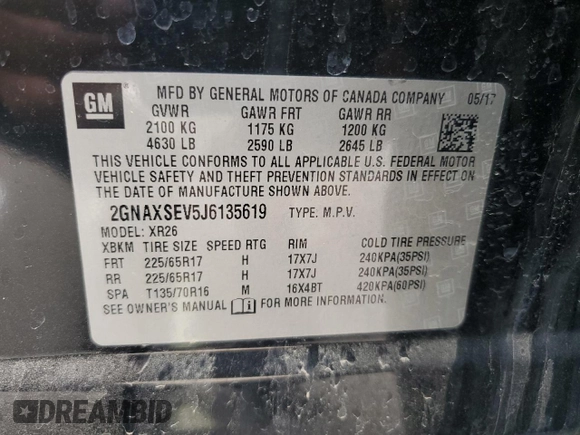 GM
MFD BY GENERAL MOTORS OF CANADA COMPANY 05/17
GVWR GAWR FRT GAWR RR
2100 KG 1175 KG 1200 KG
4630 LB 2590 LB 2645 LB
THIS VEHICLE CONFORMS TO ALL APPLICABLE U.S. FEDERAL MOTOR
VEHICLE SAFETY AND THEFT PREVENTION STANDARDS IN EFFECT
ON THE DATE OF MANUFACTURE SHOWN ABOVE.
2GNAXSEV5J6135619 TYPE: M.P.V.
MODEL: XR26
XBKM TIRE SIZE SPEED RTG RIM COLD TIRE PRESSURE
FRT 225/65R17 H 17X7J 240KPA(35PSI)
RR 225/65R17 H 17X7J 240KPA(35PSI)
SPA T135/70R16 M 16X4BT 420KPA(60PSI)
SEE OWNER'S MANUAL FOR MORE INFORMATION
DREAMBID